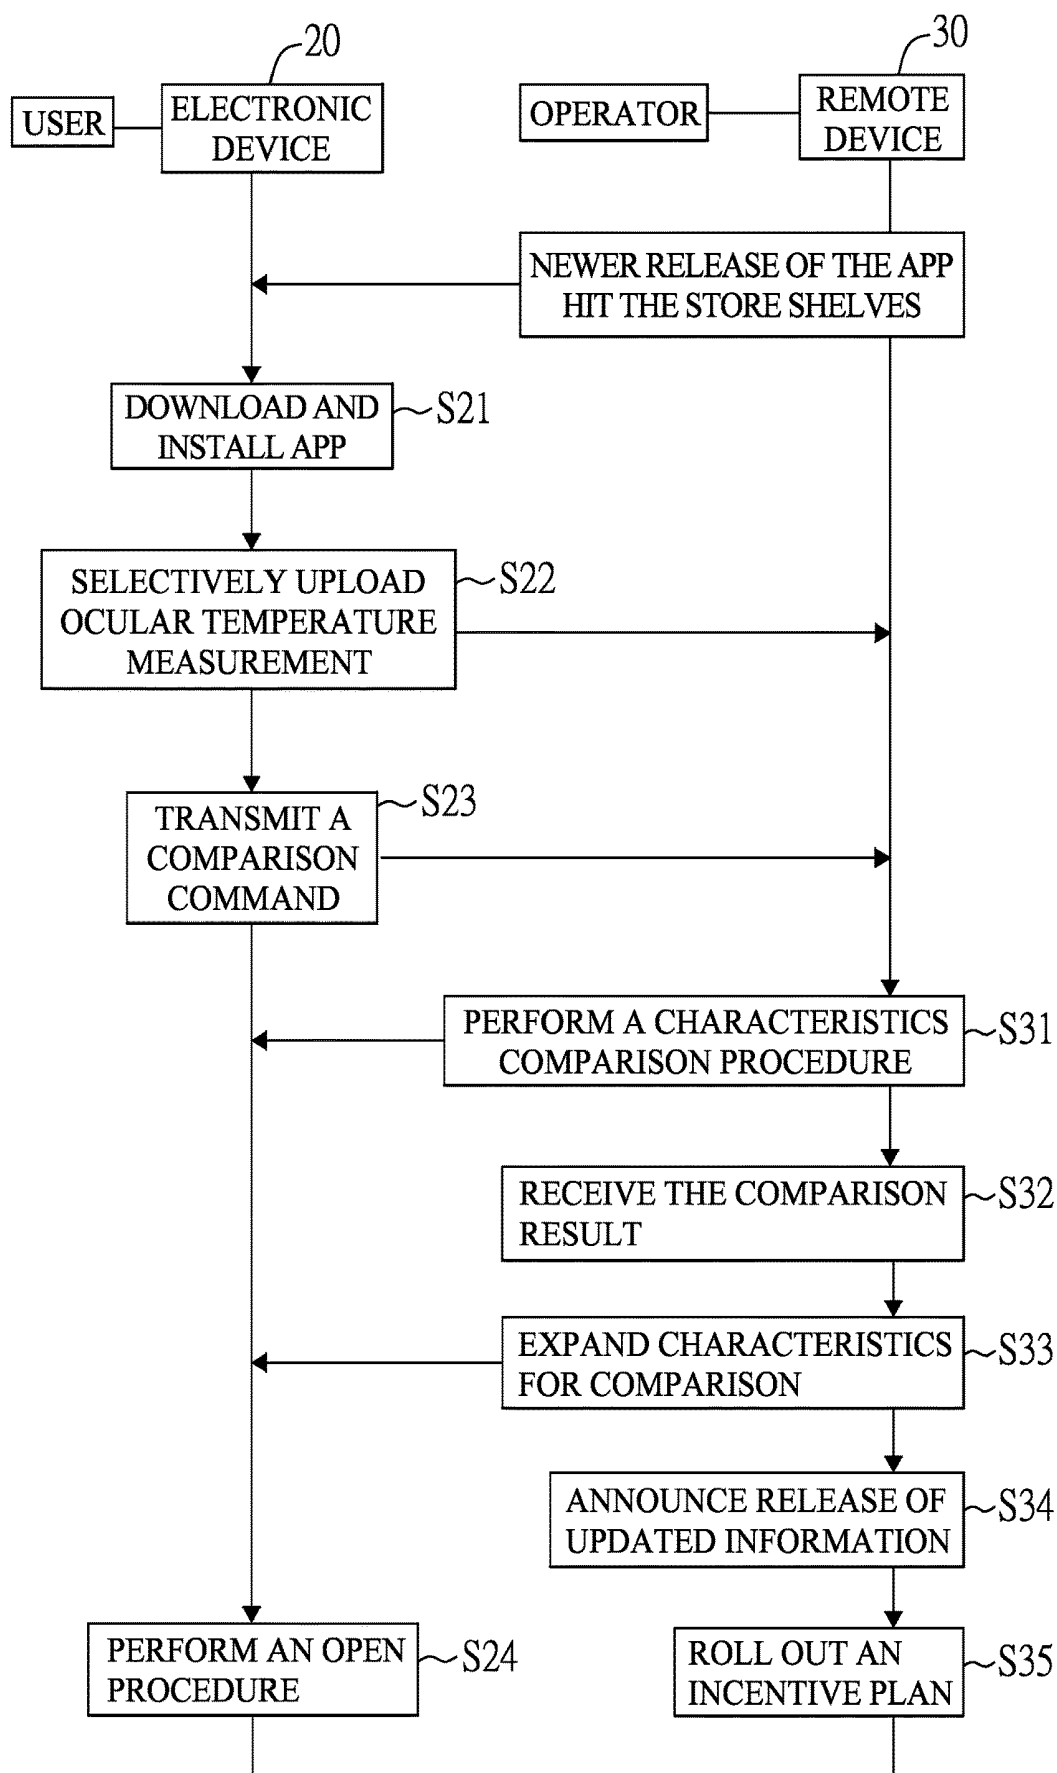 20
30
USER
ELECTRONIC
DEVICE
OPERATOR
REMOTE
DEVICE
NEWER RELEASE OF THE APP
HIT THE STORE SHELVES
DOWNLOAD AND
INSTALL APP
S21
SELECTIVELY UPLOAD
OCULAR TEMPERATURE
MEASUREMENT
S22
TRANSMIT A
COMPARISON
COMMAND
S23
PERFORM A CHARACTERISTICS
COMPARISON PROCEDURE
S31
RECEIVE THE COMPARISON
RESULT
S32
EXPAND CHARACTERISTICS
FOR COMPARISON
S33
ANNOUNCE RELEASE OF
UPDATED INFORMATION
S34
PERFORM AN OPEN
PROCEDURE
S24
ROLL OUT AN
INCENTIVE PLAN
S35